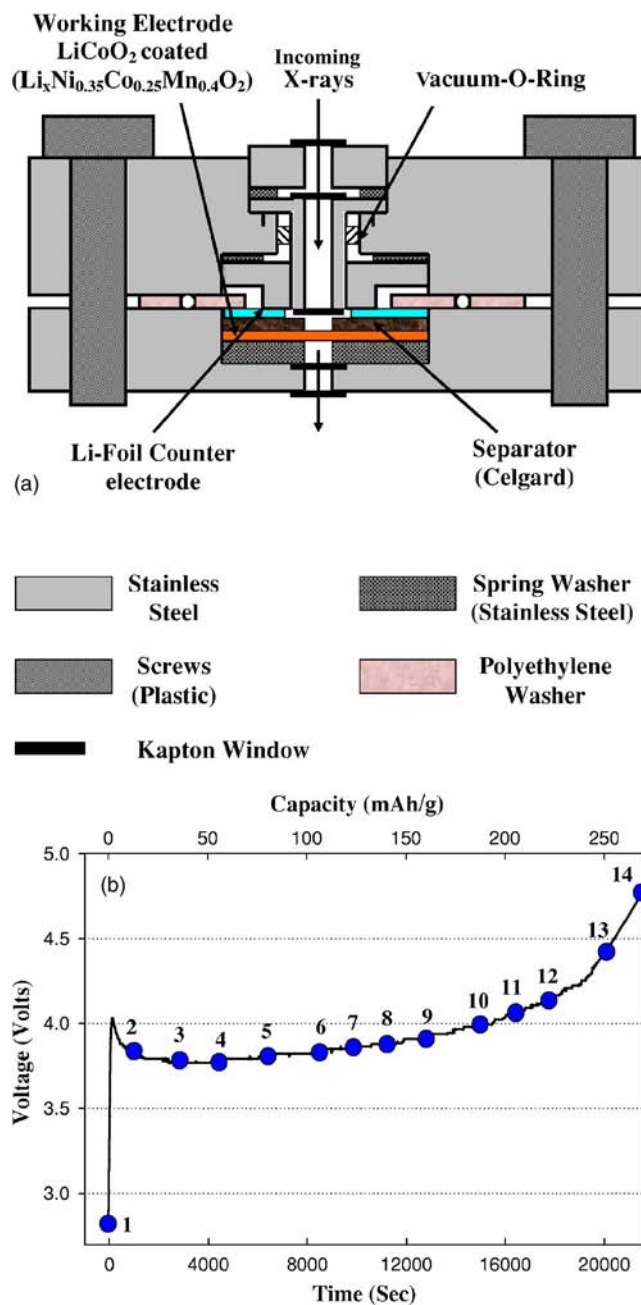 Working Electrode
LiCoO₂ coated
(LiₓNi₀.₃₅Co₀.₂₅Mn₀.₄O₂)
Incoming
X-rays
Vacuum-O-Ring
Li-Foil Counter
electrode
Separator
(Celgard)
(a)
Stainless
Steel
Spring Washer
(Stainless Steel)
Screws
(Plastic)
Polyethylene
Washer
Kapton Window
Capacity (mAh/g)
0 50 100 150 200 250
(b)
Voltage (Volts)
5.0
4.5
4.0
3.5
3.0
1 2 3 4 5 6 7 8 9 10 11 12 13 14
0 4000 8000 12000 16000 20000
Time (Sec)